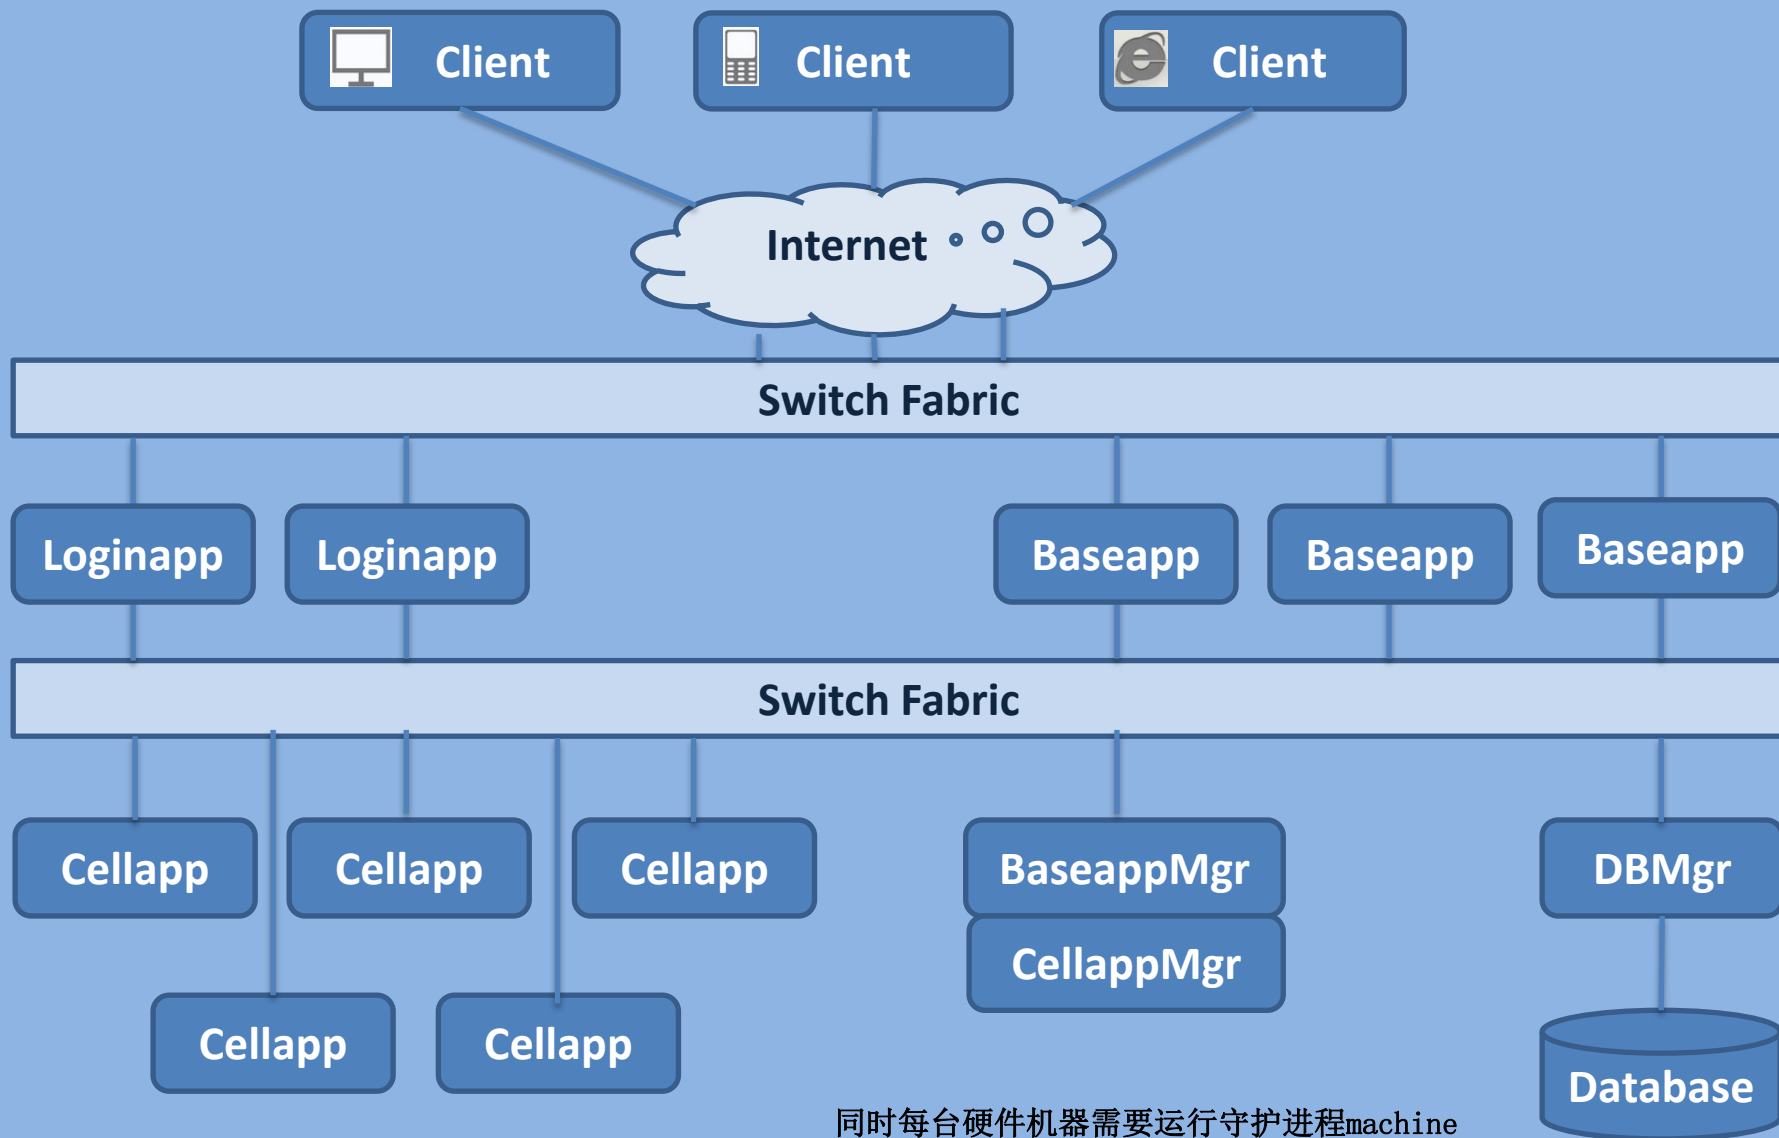 Client
Client
Client
Internet
Switch Fabric
Loginapp
Loginapp
Baseapp
Baseapp
Baseapp
Switch Fabric
Cellapp
Cellapp
Cellapp
BaseappMgr
DBMgr
CellappMgr
Cellapp
Cellapp
Database
同时每台硬件机器需要运行守护进程machine